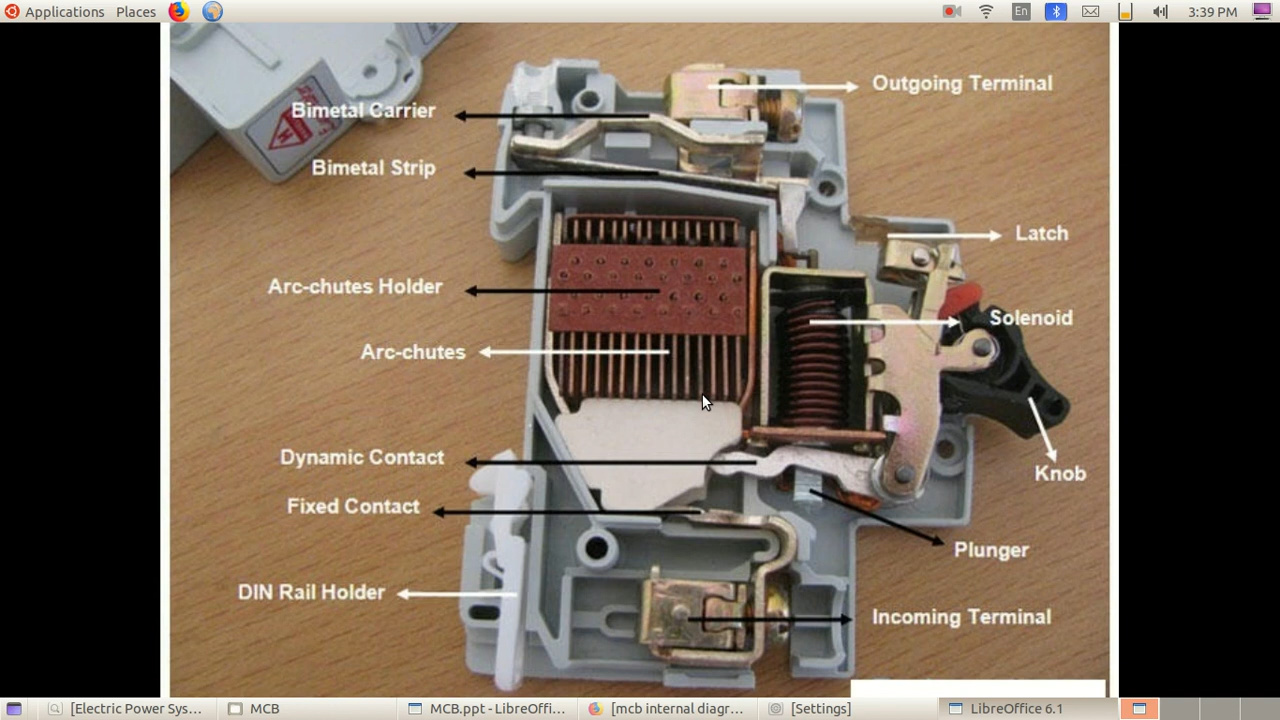 Applications Places En 3:39 PM
Outgoing Terminal
Bimetal Carrier
Bimetal Strip
Latch
Arc-chutes Holder
Solenoid
Arc-chutes
Dynamic Contact
Knob
Fixed Contact
Plunger
DIN Rail Holder
Incoming Terminal
[Electric Power Sys... MCB MCB.ppt - LibreOffi... [mcb internal diagr... [Settings] LibreOffice 6.1